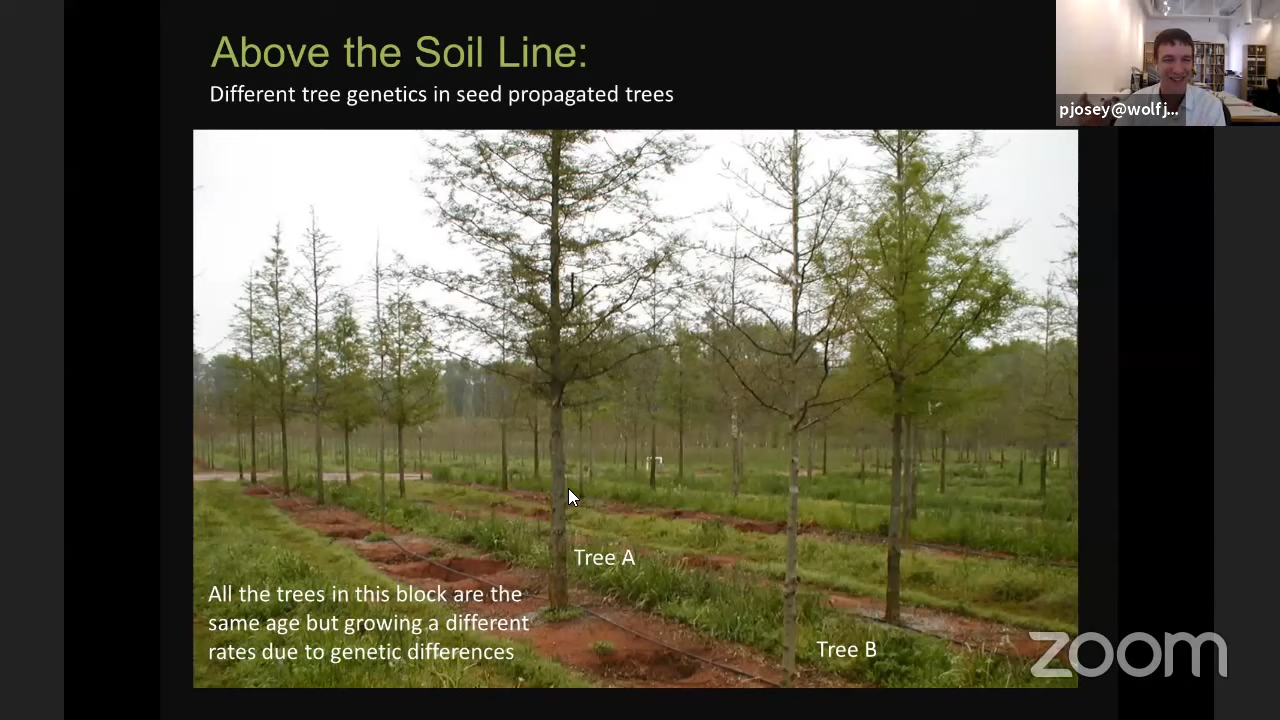 Above the Soil Line:
Different tree genetics in seed propagated trees
pjosey@wolfj...
Tree A
All the trees in this block are the
same age but growing a different
rates due to genetic differences
Tree B
zoom